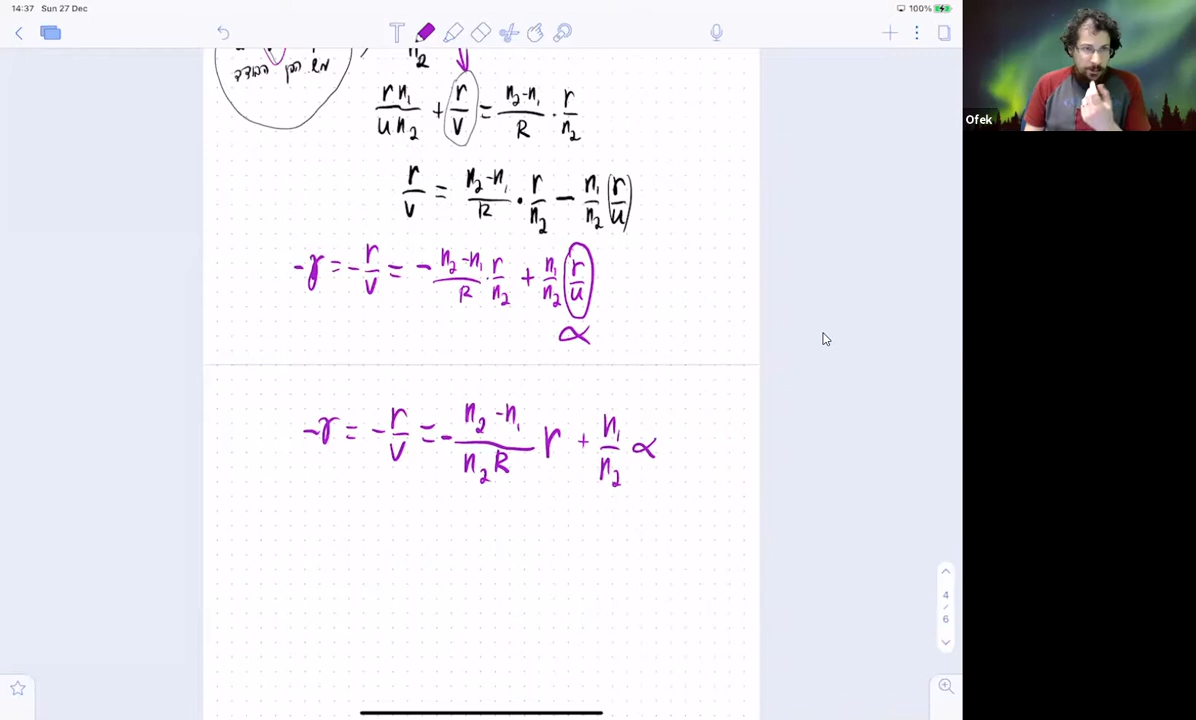 14:37 Sun 27 Dec
100%
T
n₂
rn₁/un₂ + r/v = n₂-n₁/R · r/n₂
r/v = n₂-n₁/R · r/n₂ - n₁/n₂ r/u
-γ = -r/v = - n₂-n₁/R · r/n₂ + n₁/n₂ r/u
α
-γ = -r/v = - n₂-n₁/n₂R r + n₁/n₂ α
4
/
6
Ofek